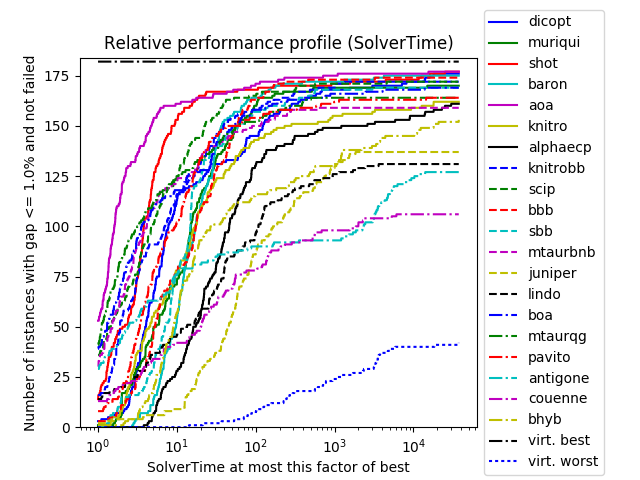 Relative performance profile (SolverTime)
Number of instances with gap <= 1.0% and not failed
175
150
125
100
75
50
25
0
10^0
10^1
10^2
10^3
10^4
SolverTime at most this factor of best
dicopt
muriqui
shot
baron
aoa
knitro
alphaecp
knitrobb
scip
bbb
sbb
mtaurbnb
juniper
lindo
boa
mtaurqg
pavito
antigone
couenne
bhyb
virt. best
virt. worst